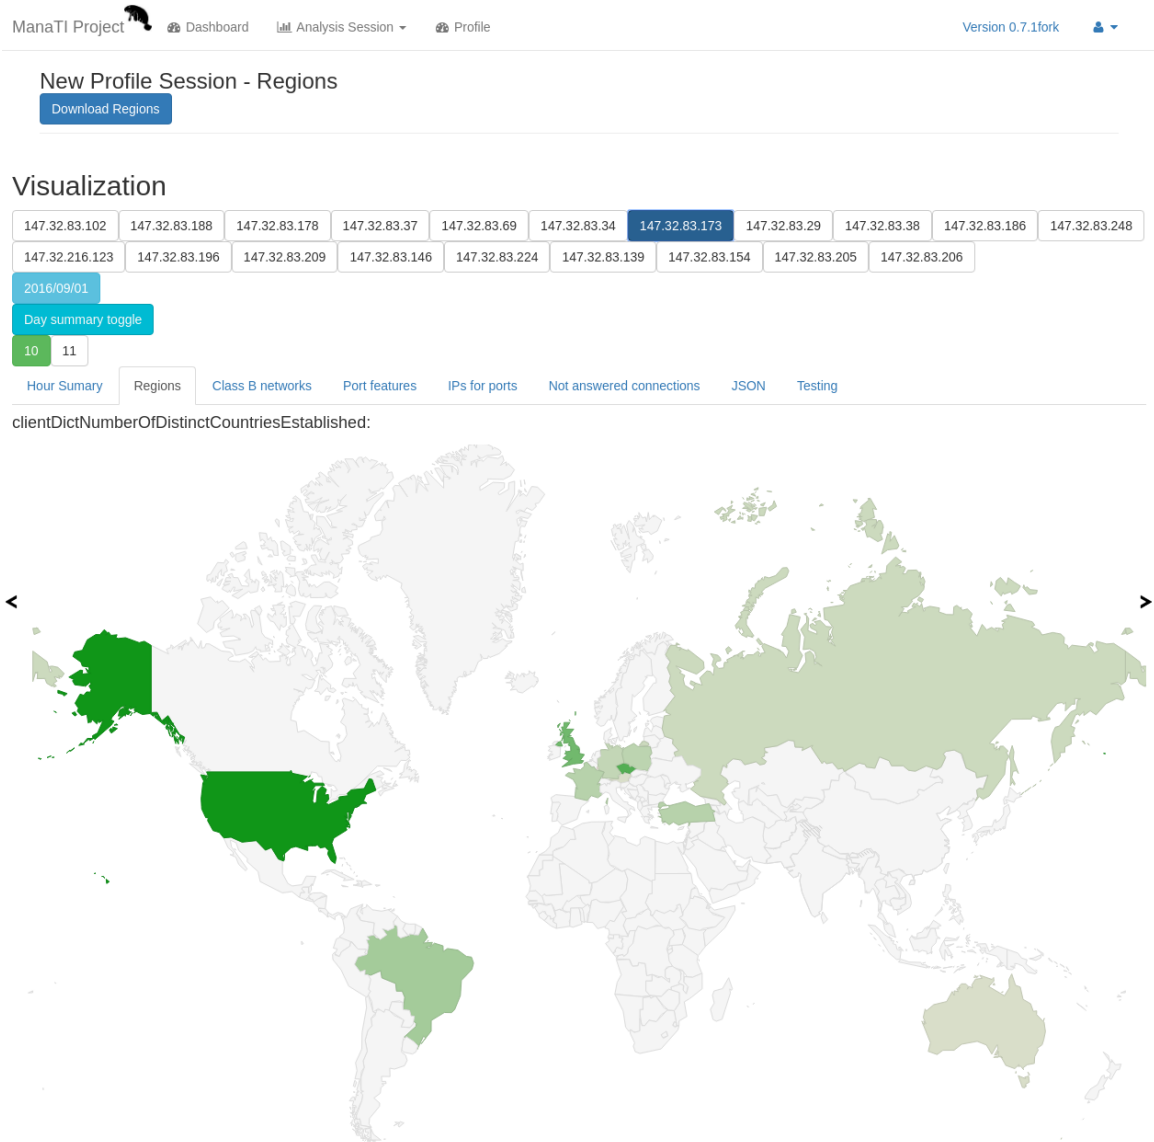 ManaTI Project Dashboard Analysis Session Profile Version 0.7.1fork
New Profile Session - Regions
Download Regions
Visualization
147.32.83.102 147.32.83.188 147.32.83.178 147.32.83.37 147.32.83.69 147.32.83.34 147.32.83.173 147.32.83.29 147.32.83.38 147.32.83.186 147.32.83.248
147.32.216.123 147.32.83.196 147.32.83.209 147.32.83.146 147.32.83.224 147.32.83.139 147.32.83.154 147.32.83.205 147.32.83.206
2016/09/01
Day summary toggle
10 11
Hour Sumary Regions Class B networks Port features IPs for ports Not answered connections JSON Testing
clientDictNumberOfDistinctCountriesEstablished:
< >